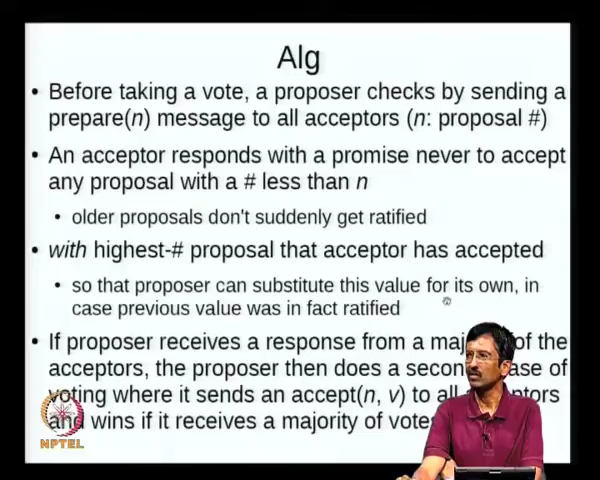 Alg
• Before taking a vote, a proposer checks by sending a
prepare(n) message to all acceptors (n: proposal #)
• An acceptor responds with a promise never to accept
any proposal with a # less than n
• older proposals don't suddenly get ratified
• with highest-# proposal that acceptor has accepted
• so that proposer can substitute this value for its own, in
case previous value was in fact ratified
• If proposer receives a response from a of the
acceptors, the proposer then does a of
voting where it sends an accept(n, v) to all
and wins if it receives a majority of
NPTEL